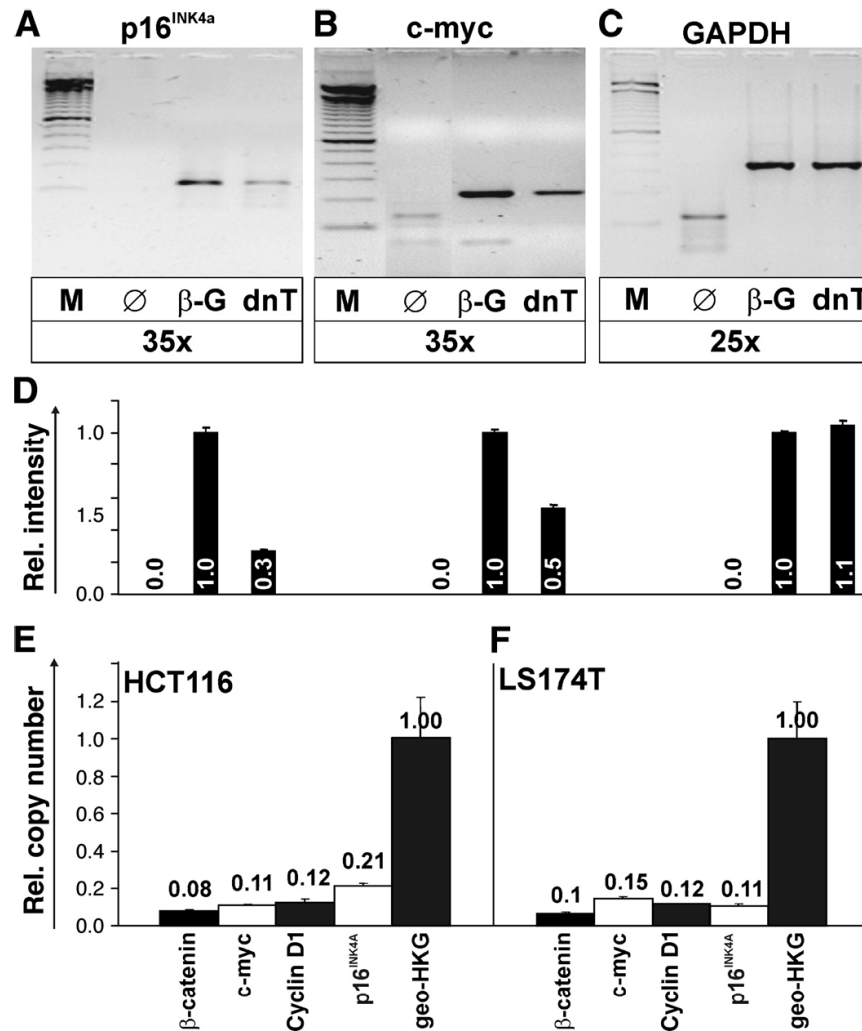 A p16INK4a B c-myc C GAPDH
M ∅ β-G dnT M ∅ β-G dnT M ∅ β-G dnT
35x 35x 25x
D
Rel. intensity
1.0
1.5
0.0
0.0 1.0 0.3 0.0 1.0 0.5 0.0 1.0 1.1
E HCT116 F LS174T
Rel. copy number
1.2
1.0
0.8
0.6
0.4
0.2
0.0
0.08 0.11 0.12 0.21 1.00 0.1 0.15 0.12 0.11 1.00
β-catenin c-myc Cyclin D1 p16INK4A geo-HKG β-catenin c-myc Cyclin D1 p16INK4A geo-HKG